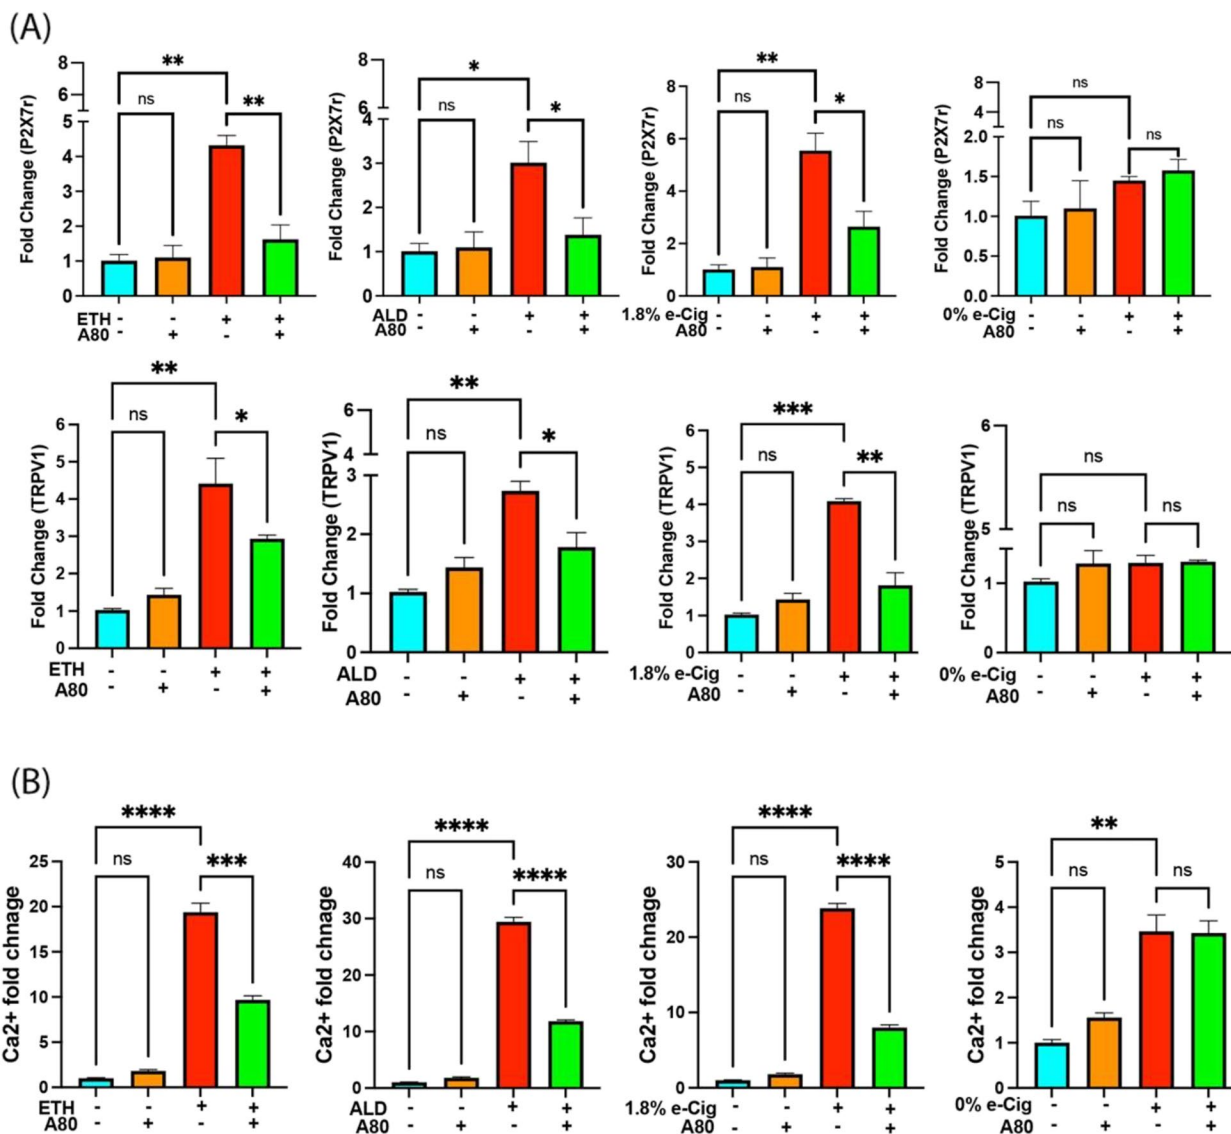 (A)
** ns **
Fold Change (P2X7r)
8
6
5
4
3
2
1
0
ETH - - + +
A80 - + - +
* ns *
Fold Change (P2X7r)
8
6
4
3
2
1
0
ALD - - + +
A80 - + - +
** ns *
Fold Change (P2X7r)
8
6
4
2
0
1.8% e-Cig - - + +
A80 - + - +
ns ns ns
Fold Change (P2X7r)
8
4
2.0
1.5
1.0
0.5
0.0
0% e-Cig - - + +
A80 - + - +
** ns *
Fold Change (TRPV1)
6
5
4
3
2
1
0
ETH - - + +
A80 - + - +
** ns *
Fold Change (TRPV1)
6
4
3
2
1
0
ALD - - + +
A80 - + - +
*** ns **
Fold Change (TRPV1)
6
5
4
3
2
1
0
1.8% e-Cig - - + +
A80 - + - +
ns ns ns
Fold Change (TRPV1)
6
5
1
0
0% e-Cig - - + +
A80 - + - +
(B)
**** ns ***
Ca2+ fold chnage
25
20
15
10
5
0
ETH - - + +
A80 - + - +
**** ns ****
Ca2+ fold chnage
40
30
20
10
0
ALD - - + +
A80 - + - +
**** ns ****
Ca2+ fold chnage
30
20
10
0
1.8% e-Cig - - + +
A80 - + - +
** ns ns
Ca2+ fold chnage
5
4
3
2
1
0
0% e-Cig - - + +
A80 - + - +